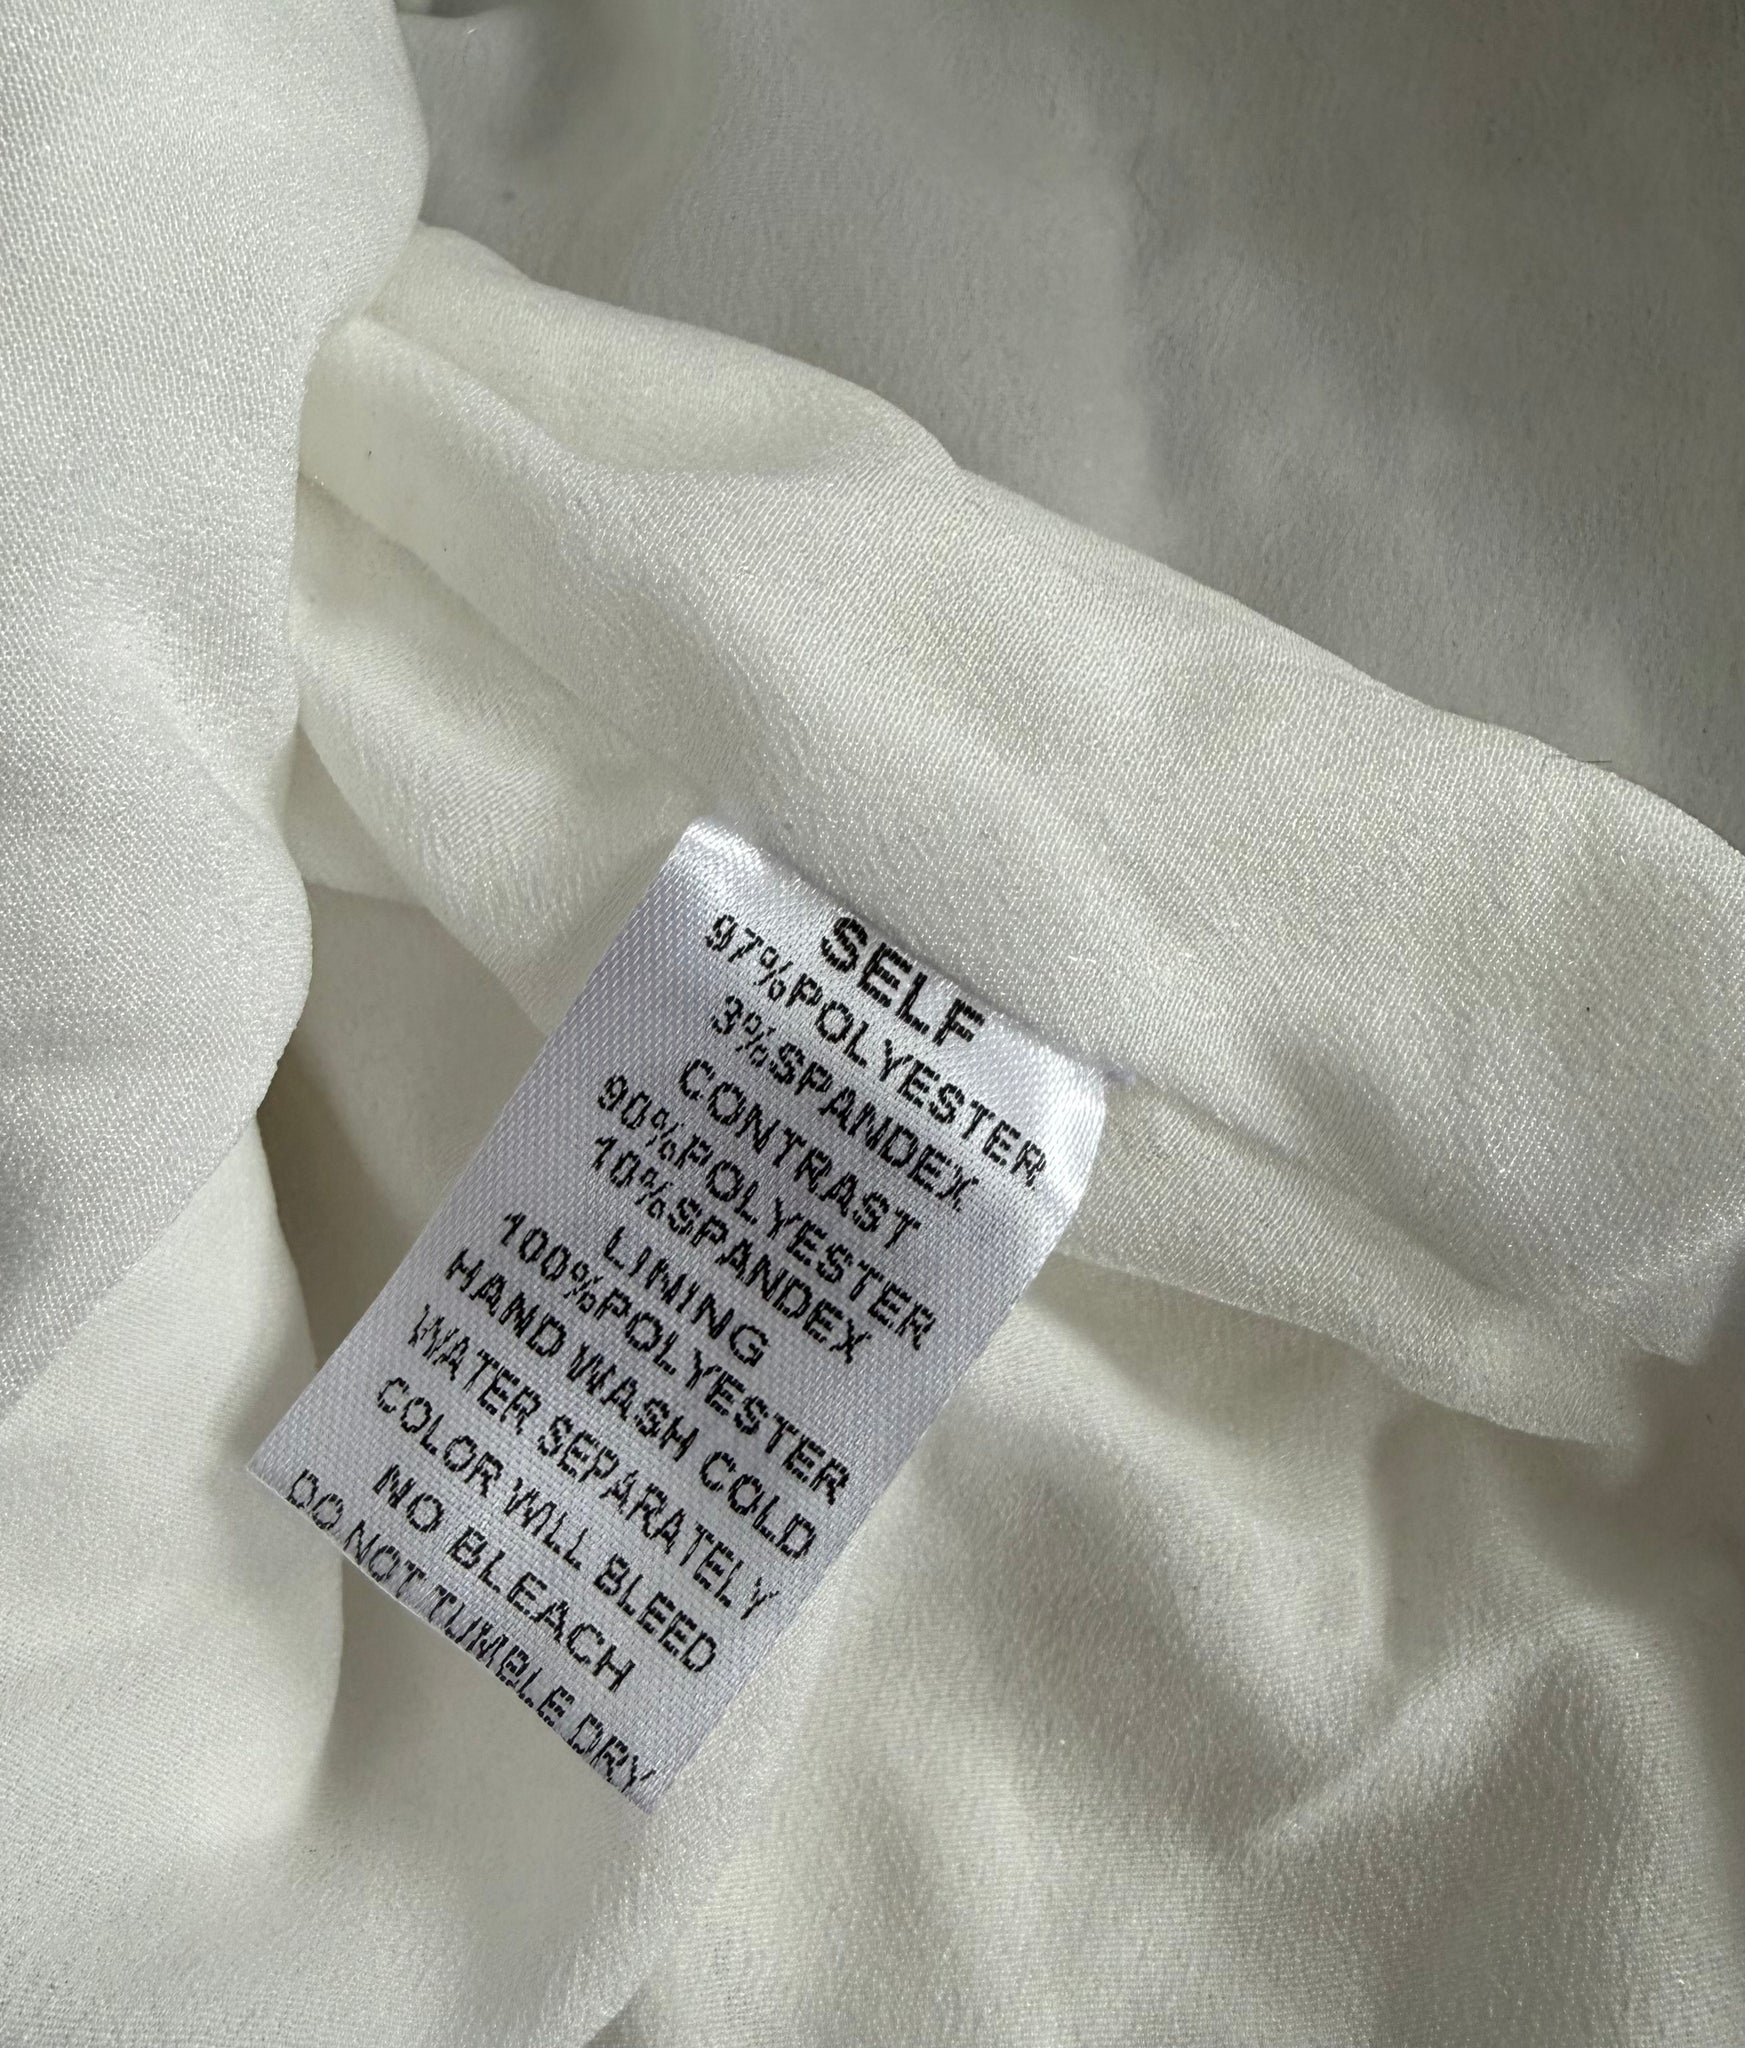 SELF
97%POLYESTER
3%SPANDEX
CONTRAST
90%POLYESTER
10%SPANDEX
LINING
100%POLYESTER
HAND WASH COLD
WATER SEPARATELY
COLOR WILL BLEED
NO BLEACH
DO NOT TUMBLE DRY